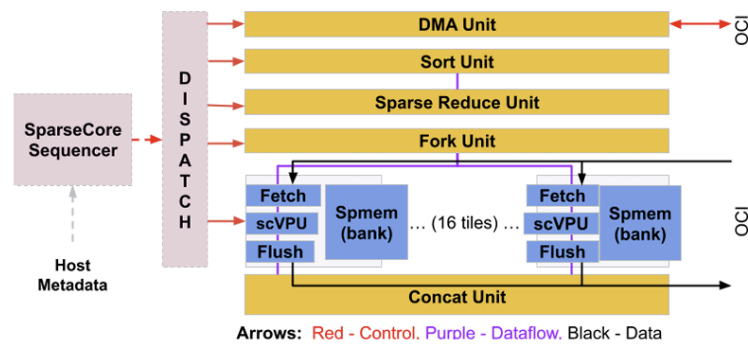 DMA Unit
OCI
Sort Unit
DISPATCH
Sparse Reduce Unit
SparseCore
Sequencer
Fork Unit
Fetch
scVPU
Flush
Spmem
(bank)
... (16 tiles) ...
Fetch
scVPU
Flush
Spmem
(bank)
OCI
Host
Metadata
Concat Unit
Arrows: Red - Control. Purple - Dataflow. Black - Data